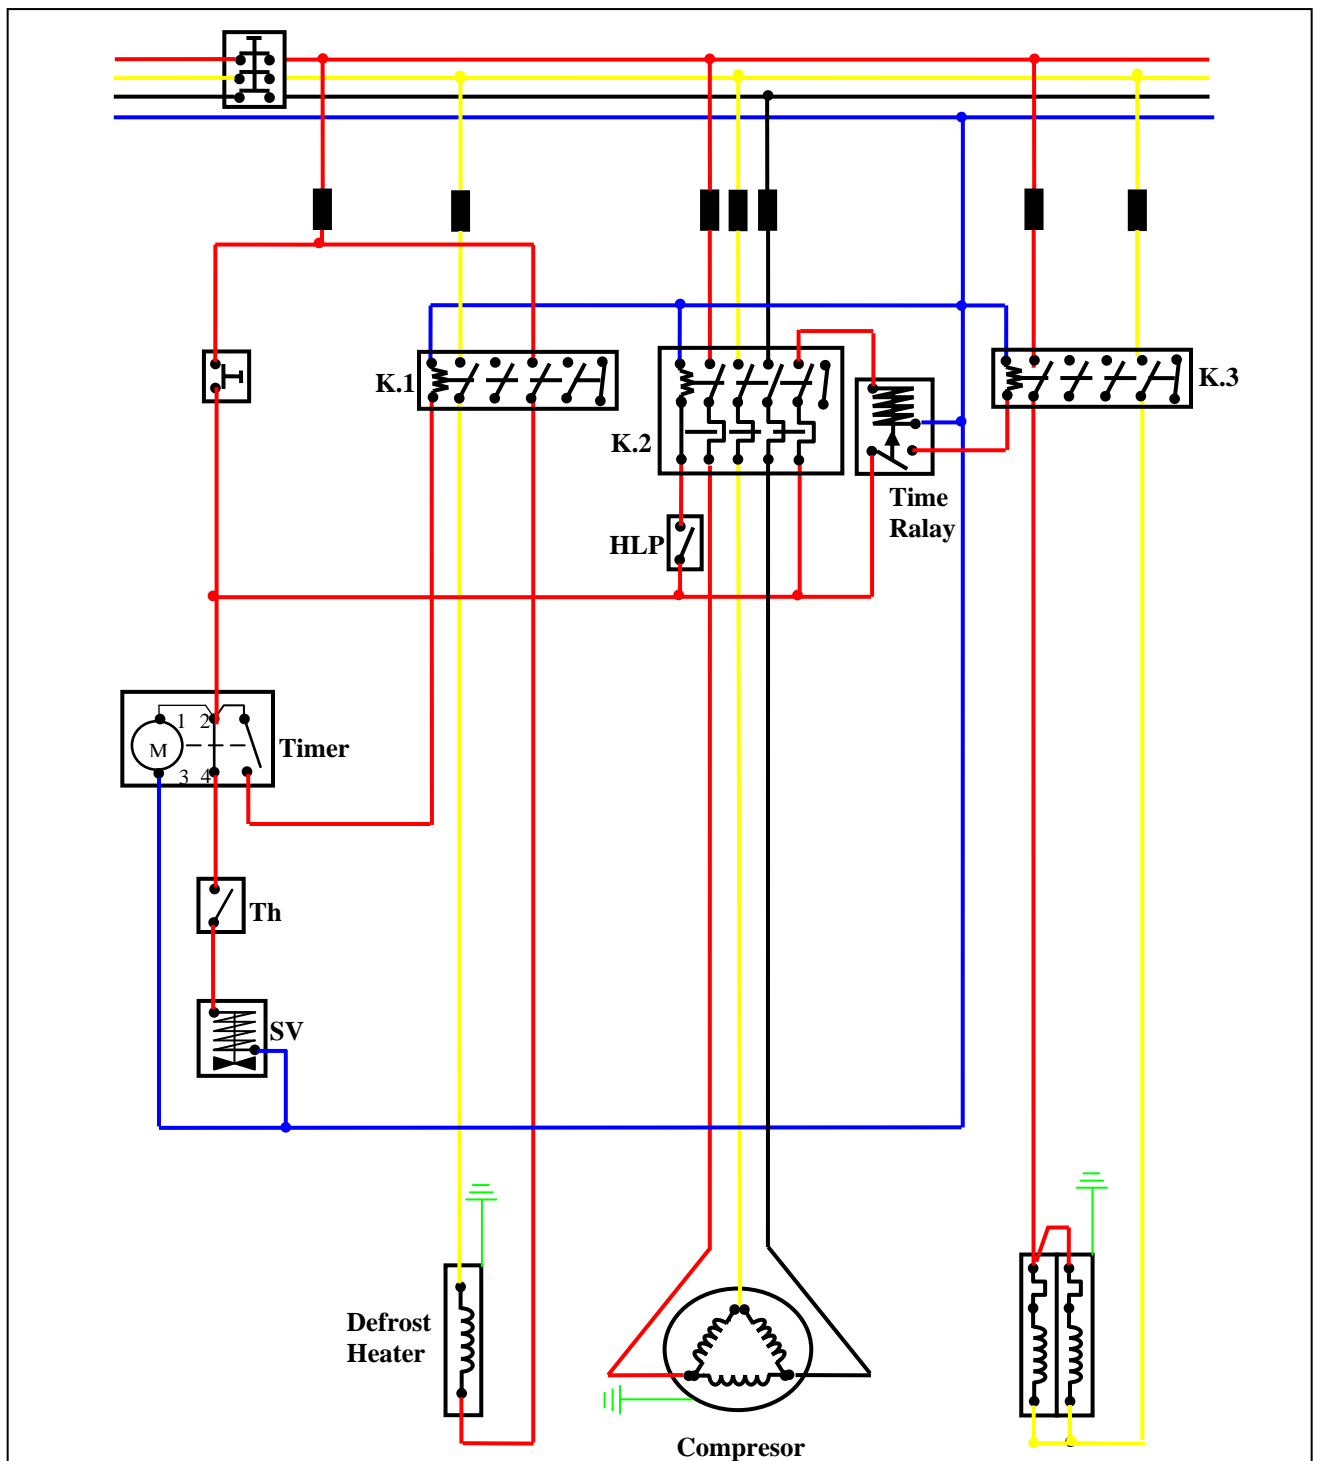 K.1
K.3
K.2
Time
Ralay
HLP
1 2
M
3 4
Timer
Th
SV
Defrost
Heater
Compresor